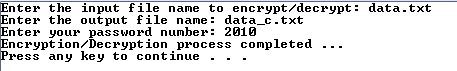 Enter the input file name to encrypt/decrypt: data.txt
Enter the output file name: data_c.txt
Enter your password number: 2010
Encryption/Decryption process completed ...
Press any key to continue . . .